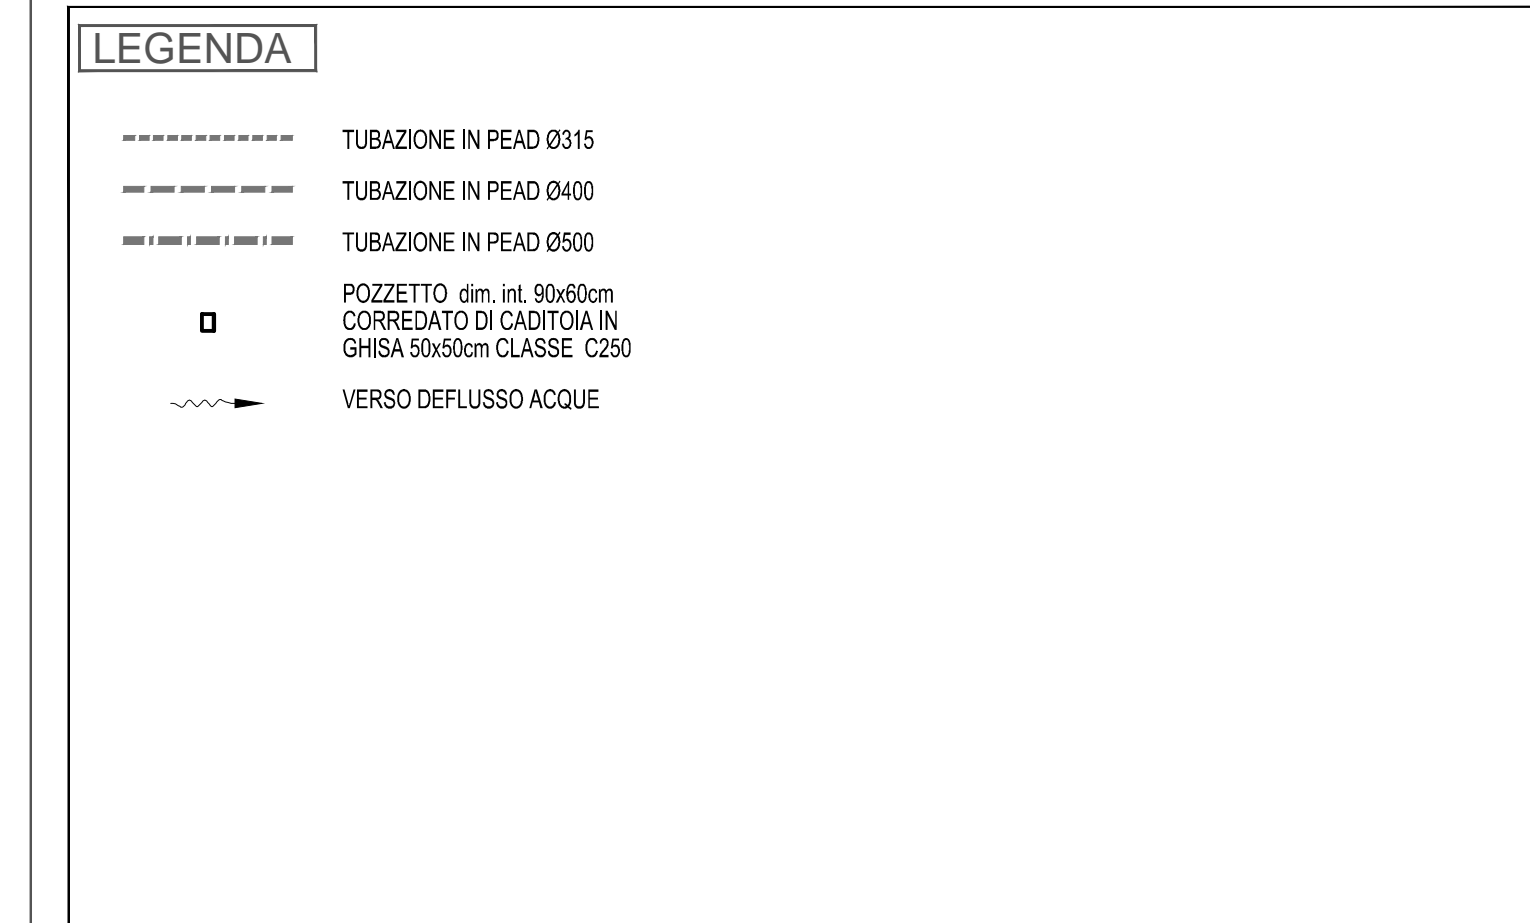 LEGENDA
TUBAZIONE IN PEAD Ø315
TUBAZIONE IN PEAD Ø400
TUBAZIONE IN PEAD Ø500
POZZETTO dim. int. 90x60cm
CORREDATO DI CADITOIA IN
GHISA 50x50cm CLASSE C250
VERSO DEFLUSSO ACQUE